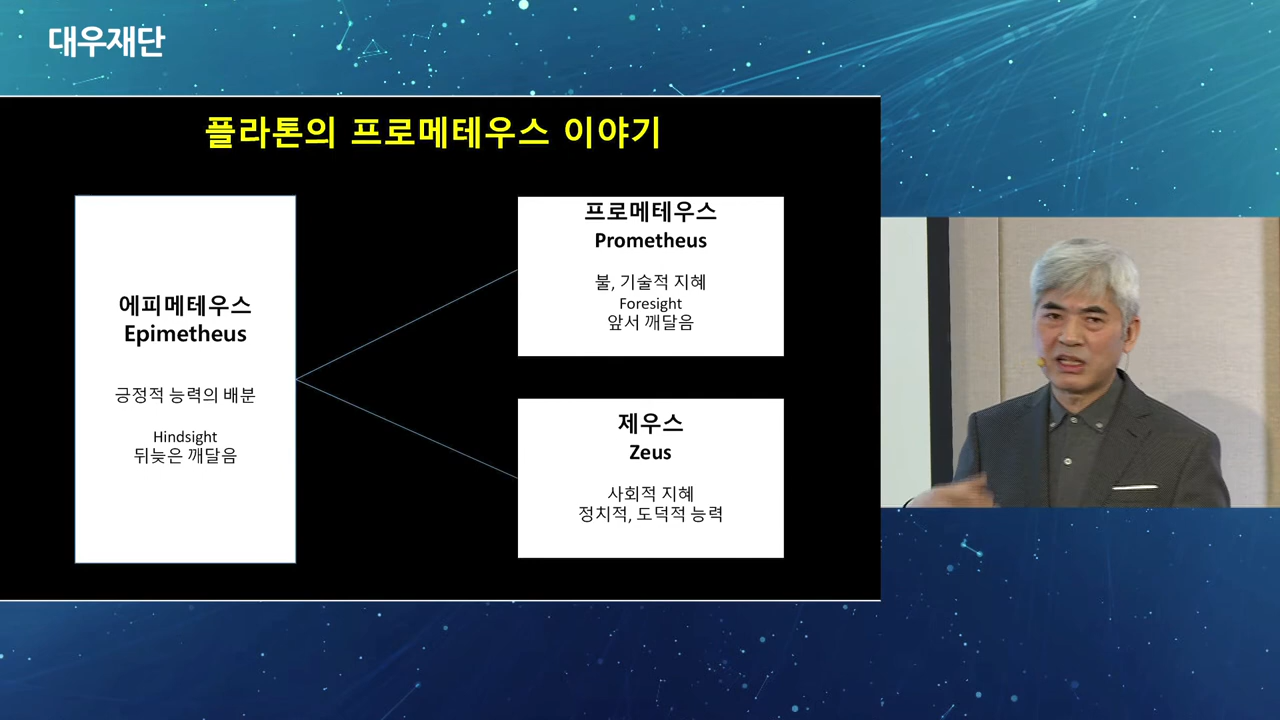 대우재단
플라톤의 프로메테우스 이야기
에피메테우스
Epimetheus
긍정적 능력의 배분
Hindsight
뒤늦은 깨달음
프로메테우스
Prometheus
불, 기술적 지혜
Foresight
앞서 깨달음
제우스
Zeus
사회적 지혜
정치적, 도덕적 능력